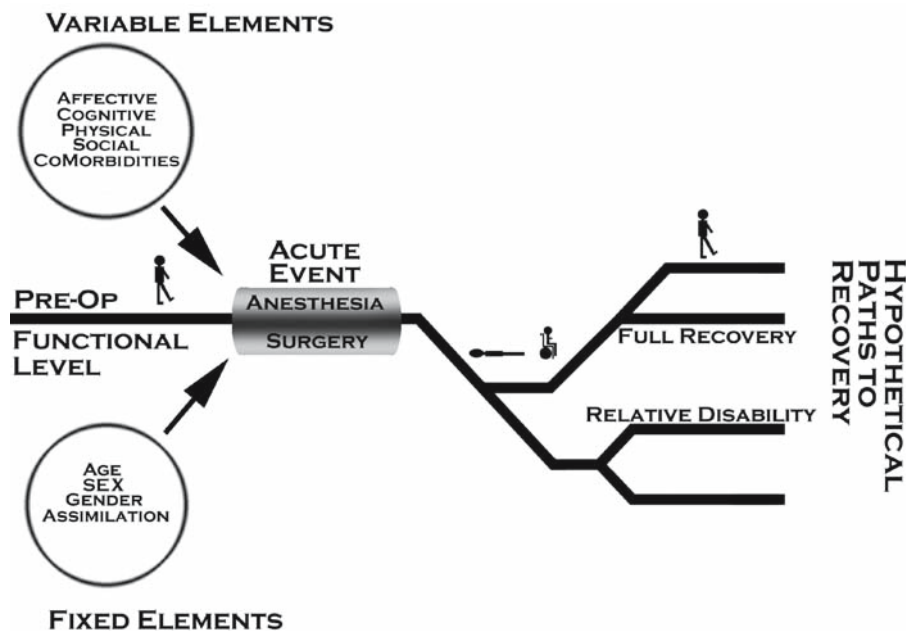 VARIABLE ELEMENTS
AFFECTIVE
COGNITIVE
PHYSICAL
SOCIAL
COMORBIDITIES
PRE-OP
FUNCTIONAL
LEVEL
ACUTE
EVENT
ANESTHESIA
SURGERY
AGE
SEX
GENDER
ASSIMILATION
FIXED ELEMENTS
FULL RECOVERY
RELATIVE DISABILITY
HYPOTHETICAL
PATHS TO
RECOVERY